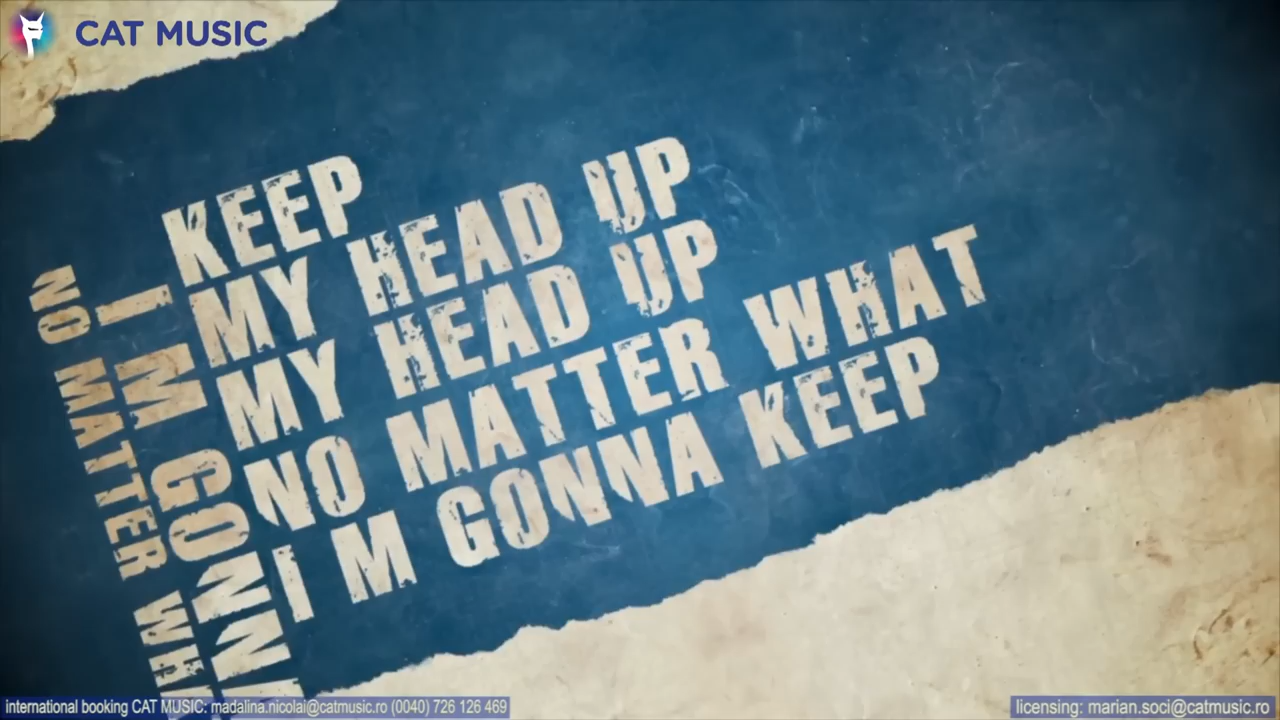 CAT MUSIC
KEEP
MY HEAD UP
MY HEAD UP
NO MATTER WHAT
I M GONNA KEEP
I M GONNA
NO MATTER WHA
international booking CAT MUSIC: madalina.nicolai@catmusic.ro (0040) 726 126 469
licensing: marian.soci@catmusic.ro